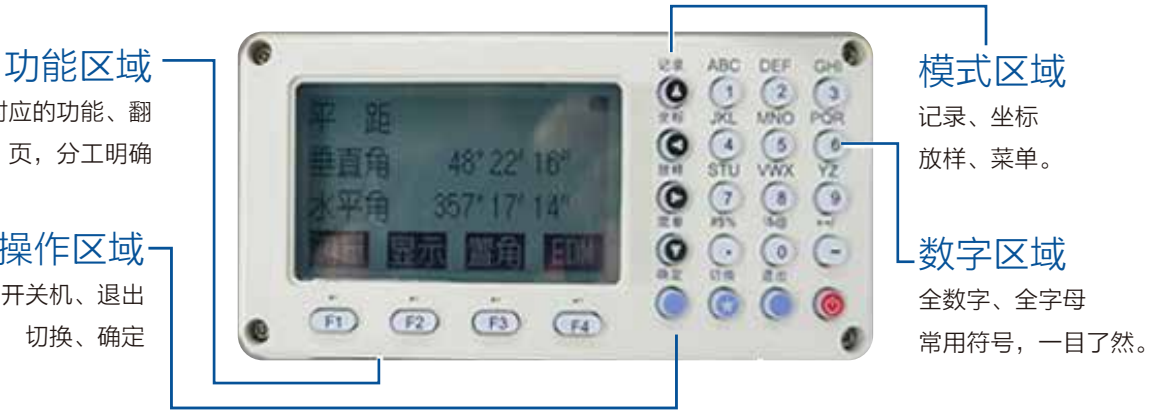 功能区域
对应的功能、翻
页，分工明确
操作区域
开关机、退出
切换、确定
平 距
垂直角 48°22′16″
水平角 357°17′14″
显示 置角 EDM
F1 F2 F3 F4
记录 ABC DEF GHI
1 2 3
坐标 JKL MNO PQR
4 5 6
放样 STU VWX YZ
7 8 9
菜单 #$%
· 0 -
确定 切换 退出
模式区域
记录、坐标
放样、菜单。
数字区域
全数字、全字母
常用符号，一目了然。